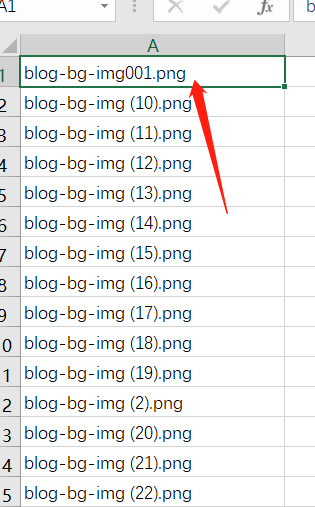 A1
fx
b
A
1 blog-bg-img001.png
2 blog-bg-img (10).png
3 blog-bg-img (11).png
4 blog-bg-img (12).png
5 blog-bg-img (13).png
6 blog-bg-img (14).png
7 blog-bg-img (15).png
8 blog-bg-img (16).png
9 blog-bg-img (17).png
0 blog-bg-img (18).png
1 blog-bg-img (19).png
2 blog-bg-img (2).png
3 blog-bg-img (20).png
4 blog-bg-img (21).png
5 blog-bg-img (22).png